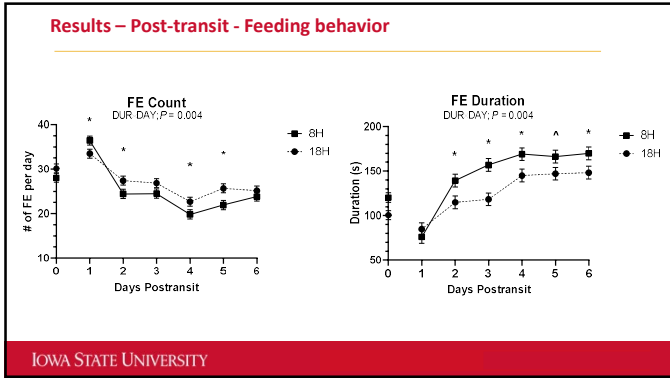 Results – Post-transit - Feeding behavior
FE Count
DUR·DAY; P = 0.004
8H
18H
*
*
*
*
# of FE per day
40
30
20
10
0
1
2
3
4
5
6
Days Postransit
FE Duration
DUR·DAY; P = 0.004
8H
18H
*
*
*
^
*
Duration (s)
200
150
100
50
0
1
2
3
4
5
6
Days Postransit
IOWA STATE UNIVERSITY